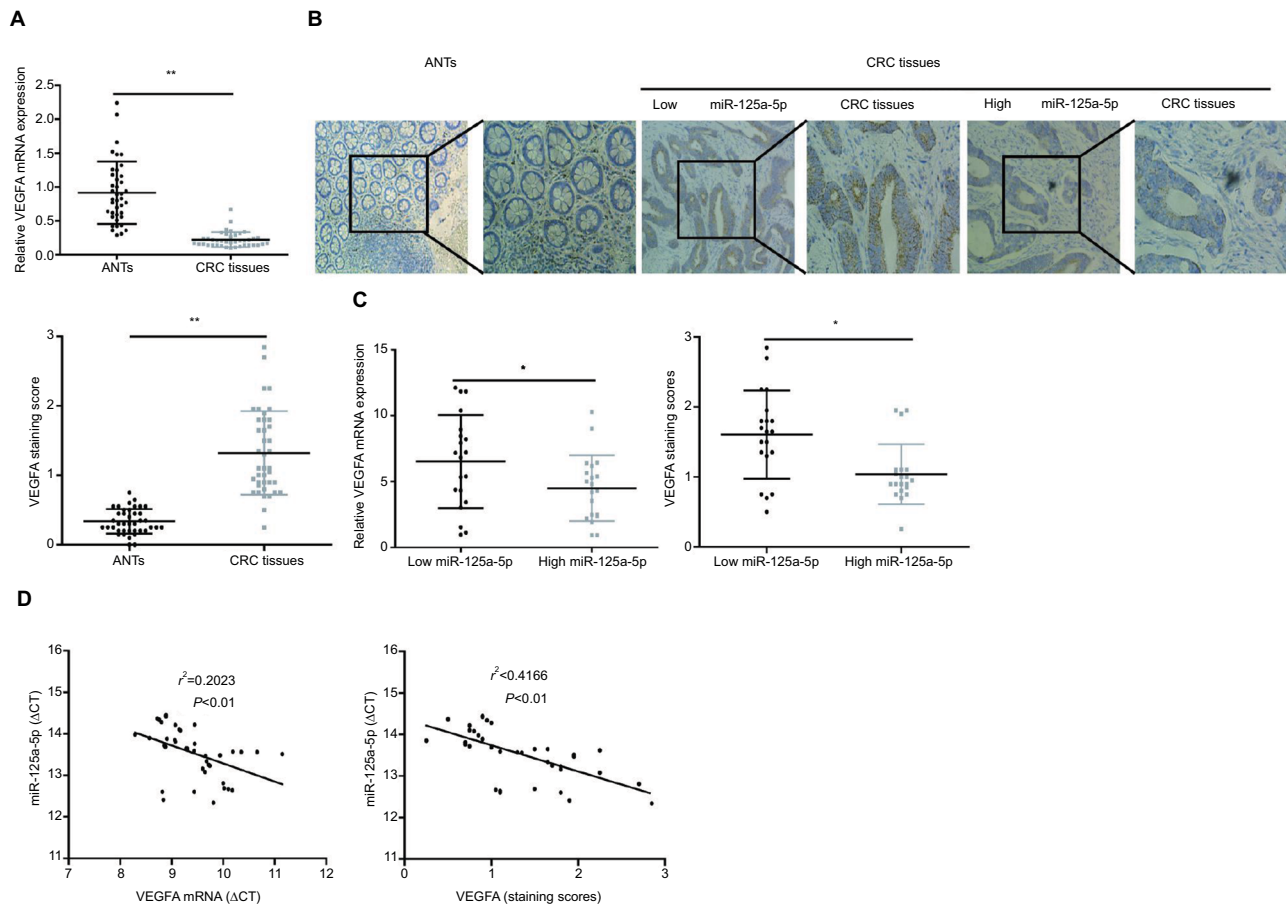 A
**
2.5
2.0
1.5
1.0
0.5
0.0
Relative VEGFA mRNA expression
ANTs
CRC tissues
**
3
2
1
0
VEGFA staining score
ANTs
CRC tissues
B
ANTs
CRC tissues
Low miR-125a-5p CRC tissues
High miR-125a-5p CRC tissues
C
*
15
10
5
0
Relative VEGFA mRNA expression
Low miR-125a-5p
High miR-125a-5p
*
3
2
1
0
VEGFA staining scores
Low miR-125a-5p
High miR-125a-5p
D
16
15
14
13
12
11
miR-125a-5p (ΔCT)
r²=0.2023
P<0.01
7 8 9 10 11 12
VEGFA mRNA (ΔCT)
16
15
14
13
12
11
miR-125a-5p (ΔCT)
r²<0.4166
P<0.01
0 1 2 3
VEGFA (staining scores)